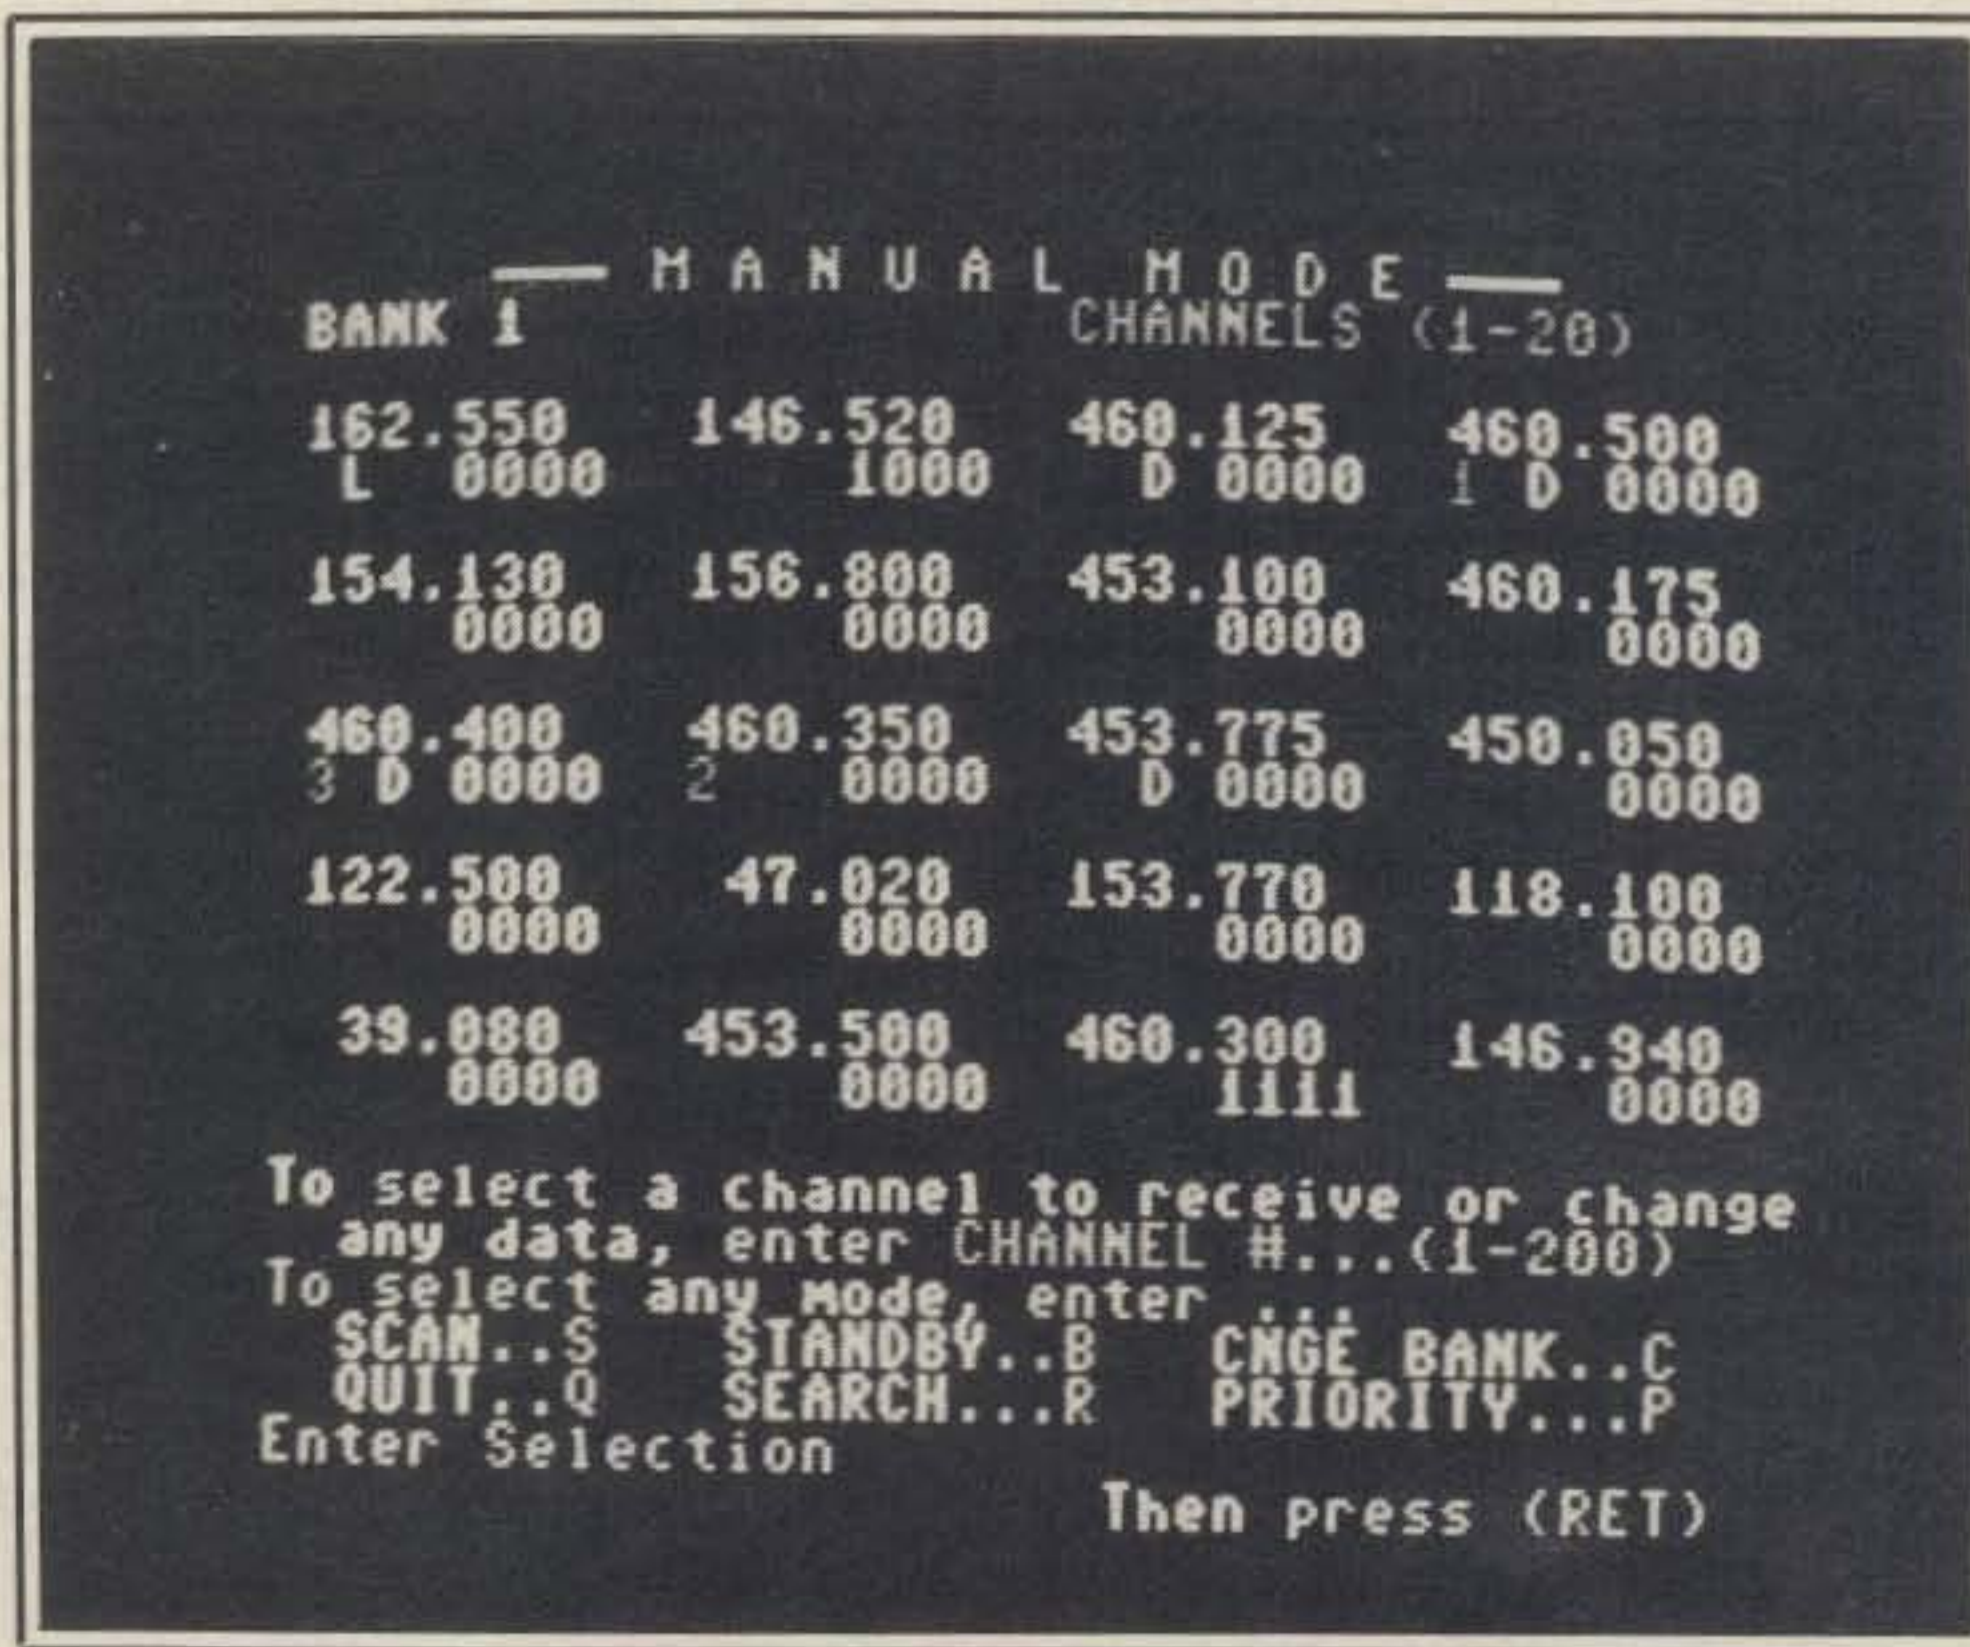 — M A N U A L  M O D E —
BANK 1 CHANNELS (1-20)
162.550 146.520 460.125 460.500
L 0000 1000 D 0000 1 D 0000
154.130 156.800 453.100 460.175
0000 0000 0000 0000
460.400 460.350 453.775 450.050
3 D 0000 2 0000 D 0000 0000
122.500 47.020 153.770 118.100
0000 0000 0000 0000
39.080 453.500 460.300 146.940
0000 0000 1111 0000
To select a channel to receive or change
any data, enter CHANNEL #...(1-200)
To select any mode, enter ...
SCAN..S STANDBY..B CNGE BANK..C
QUIT..Q SEARCH...R PRIORITY...P
Enter Selection
Then press (RET)